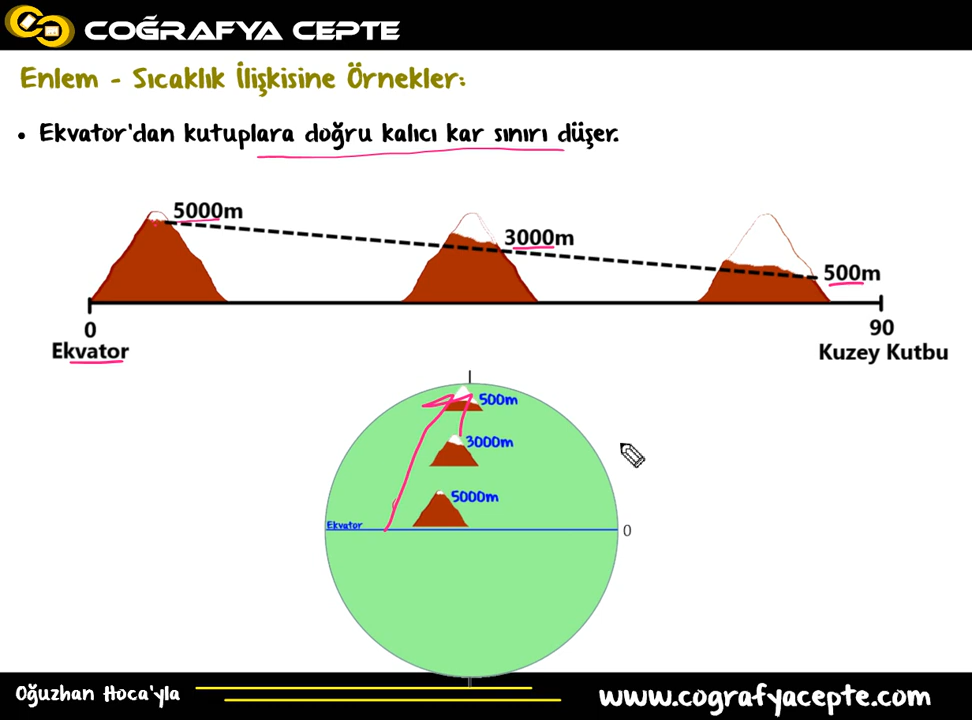 COĞRAFYA CEPTE
Enlem - Sıcaklık İlişkisine Örnekler:
• Ekvator'dan kutuplara doğru kalıcı kar sınırı düşer.
5000m
3000m
500m
0
90
Ekvator
Kuzey Kutbu
500m
3000m
5000m
Ekvator
0
Oğuzhan Hoca'yla
www.cografyacepte.com